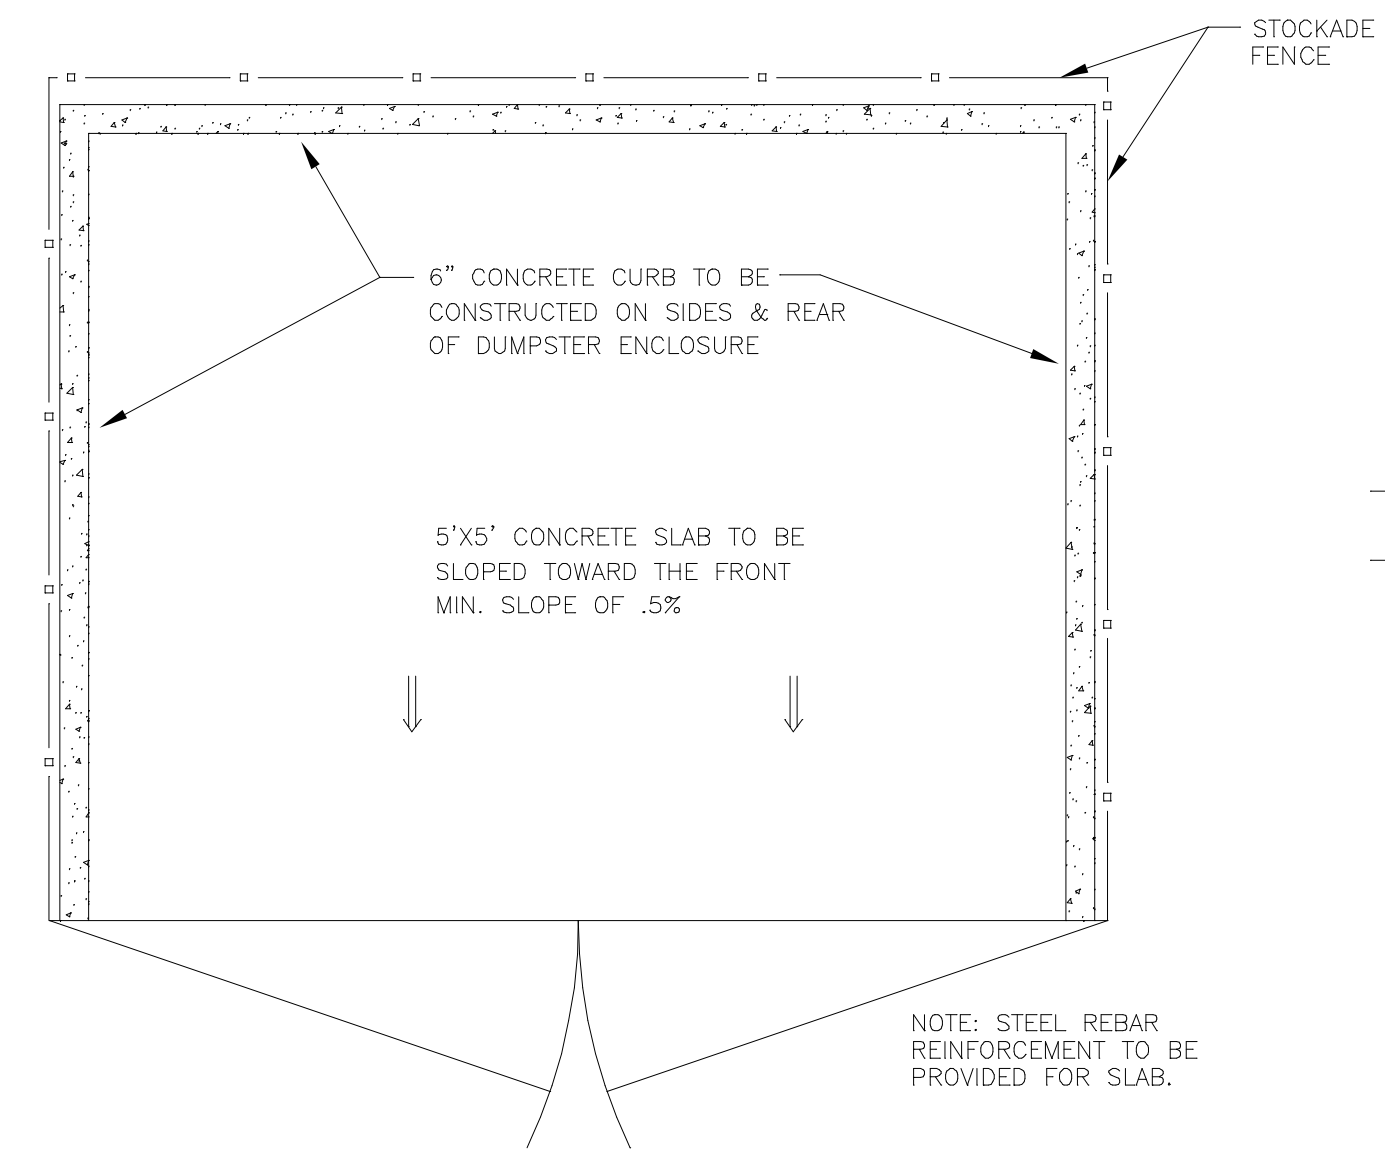 STOCKADE
FENCE
6” CONCRETE CURB TO BE
CONSTRUCTED ON SIDES & REAR
OF DUMPSTER ENCLOSURE
5’X5’ CONCRETE SLAB TO BE
SLOPED TOWARD THE FRONT
MIN. SLOPE OF .5%
NOTE: STEEL REBAR
REINFORCEMENT TO BE
PROVIDED FOR SLAB.